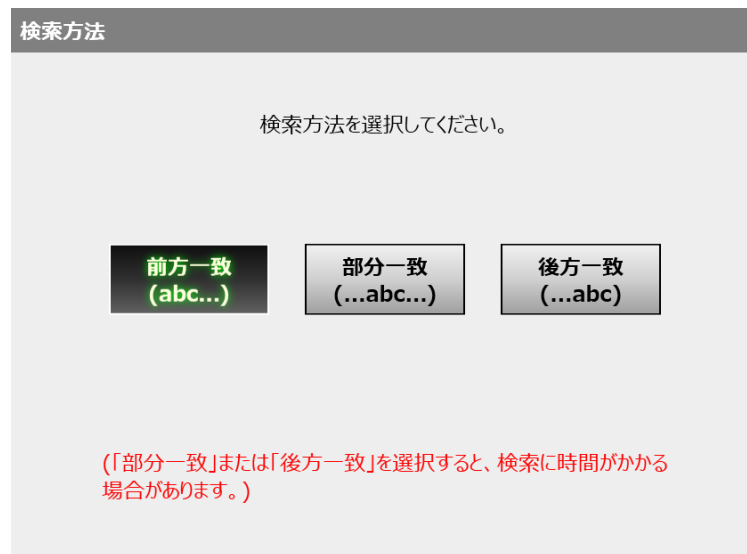 検索方法
検索方法を選択してください。
前方一致
(abc...)
部分一致
(...abc...)
後方一致
(...abc)
(「部分一致」または「後方一致」を選択すると、検索に時間がかかる
場合があります。)